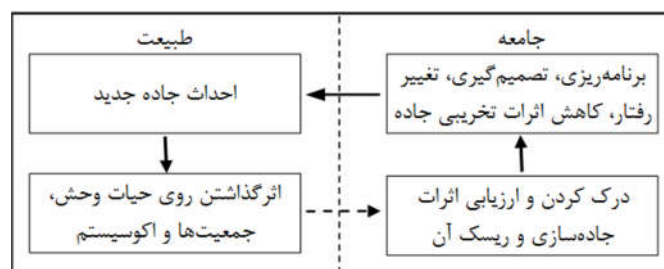 جامعه
طبیعت
برنامه‌ریزی، تصمیم‌گیری، تغییر
رفتار، کاهش اثرات تخریبی جاده
احداث جاده جدید
درک کردن و ارزیابی اثرات
جاده‌سازی و ریسک آن
اثرگذاشتن روی حیات وحش،
جمعیت‌ها و اکوسیستم